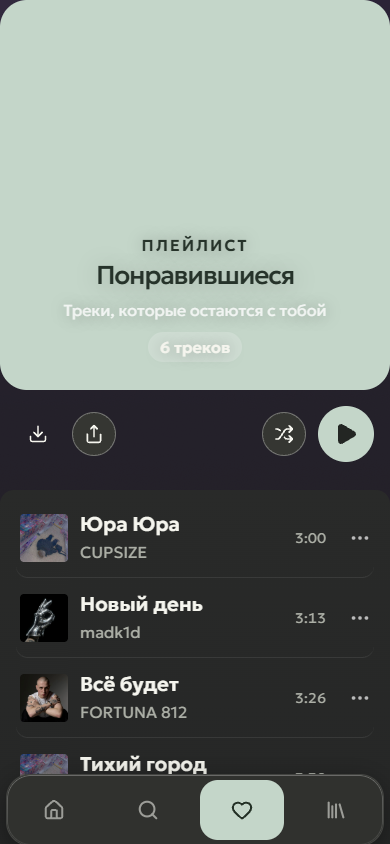 ПЛЕЙЛИСТ
Понравившиеся
Треки, которые остаются с тобой
6 треков
Юра Юра
CUPSIZE
3:00
Новый день
madk1d
3:13
Всё будет
FORTUNA 812
3:26
Тихий город